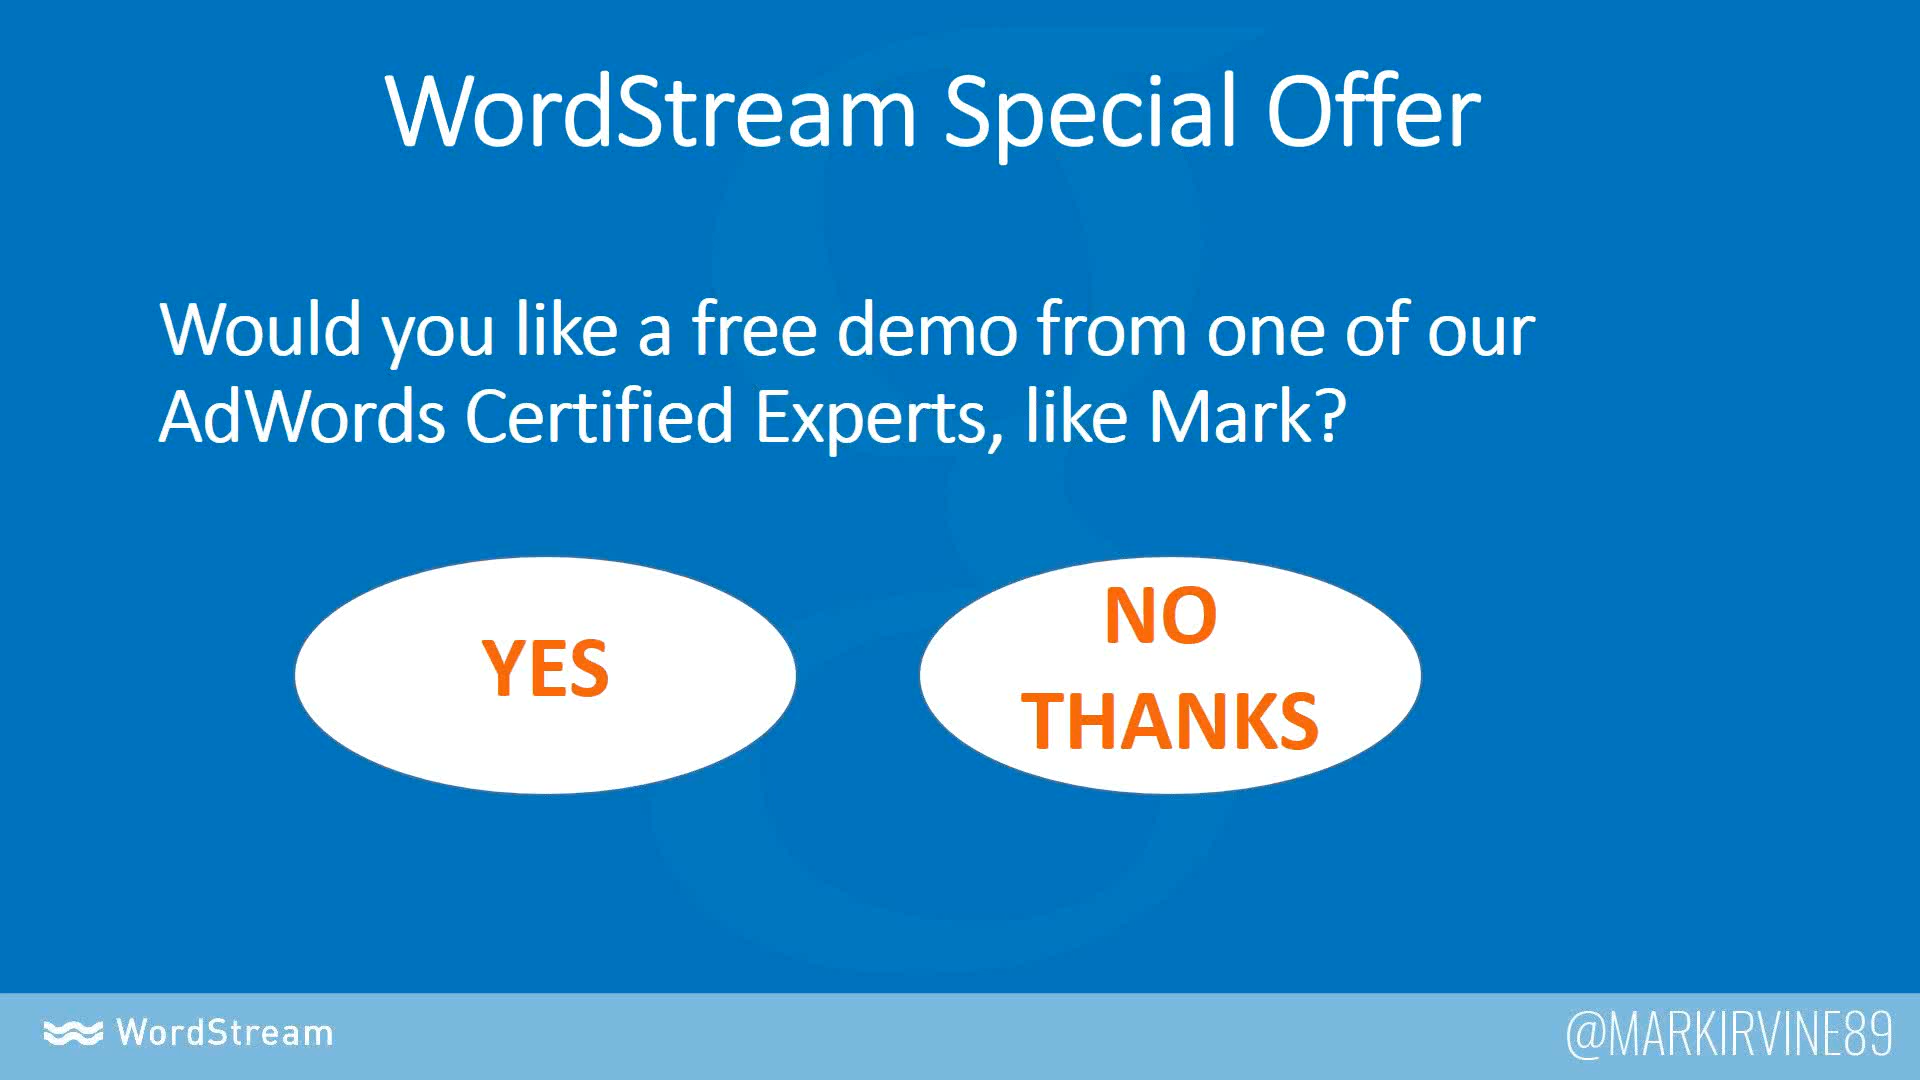 WordStream Special Offer
Would you like a free demo from one of our
AdWords Certified Experts, like Mark?
YES
NO
THANKS
WordStream
@MARKIRVINE89